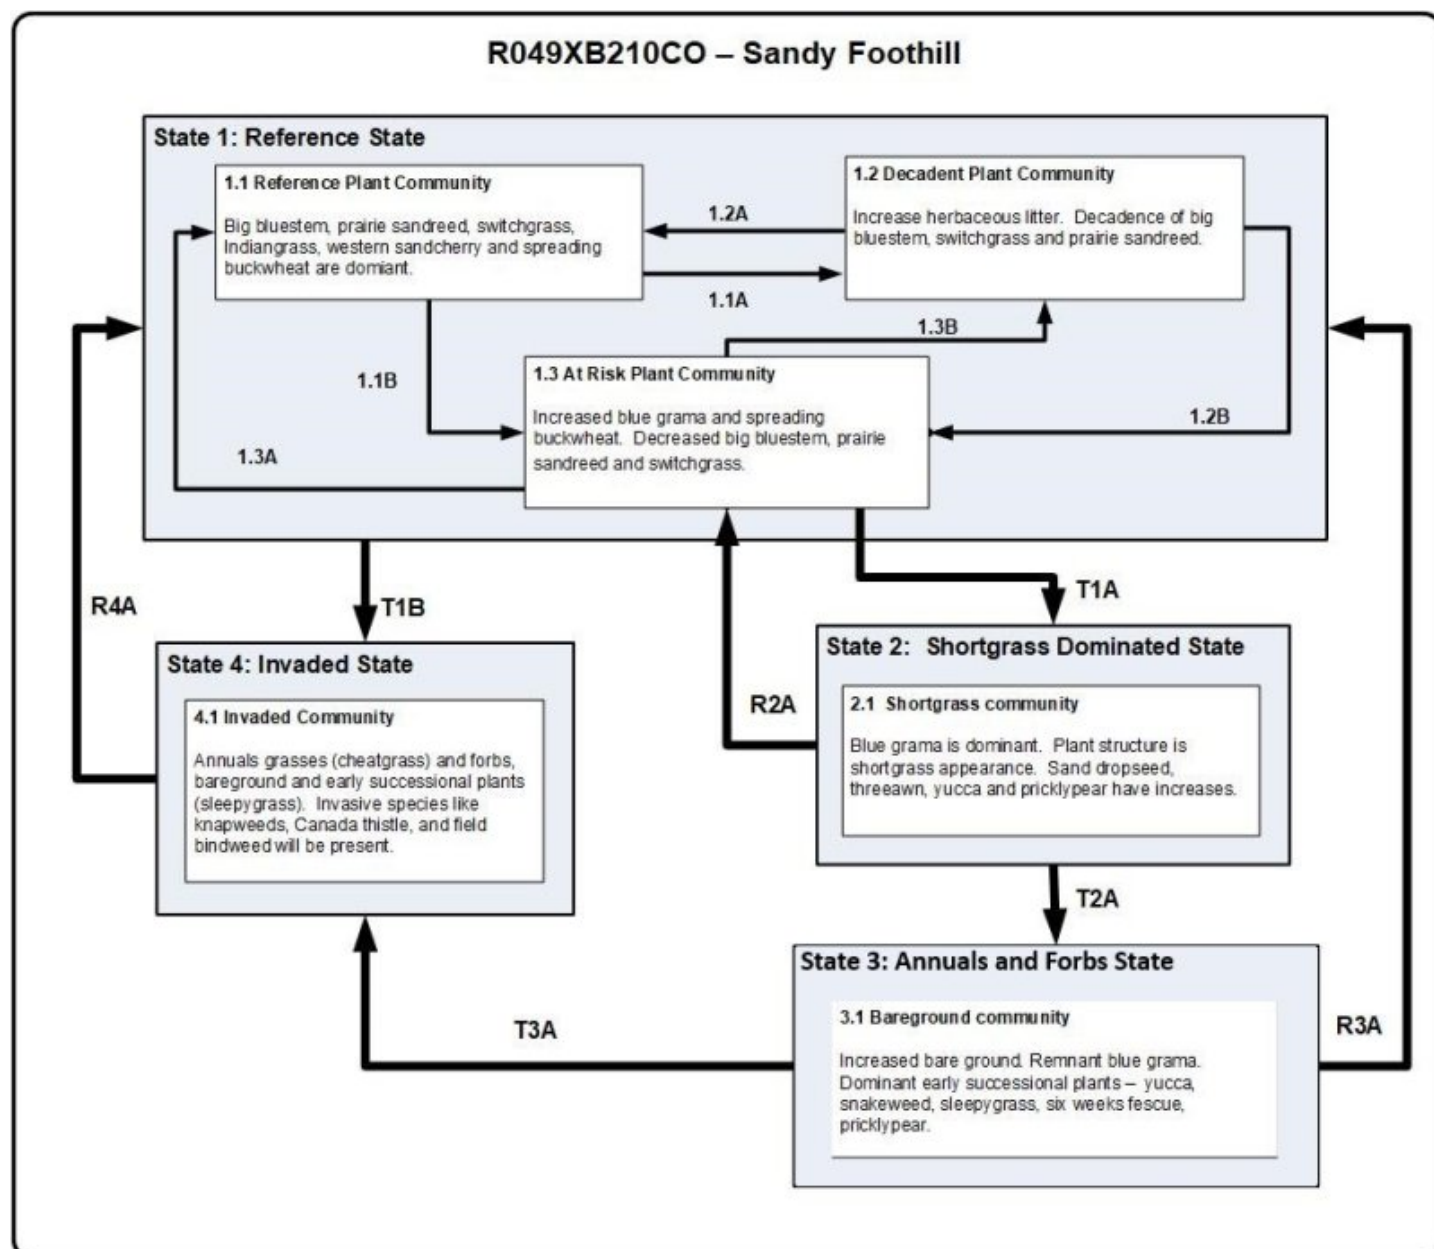 R049XB210CO – Sandy Foothill
State 1: Reference State
1.1 Reference Plant Community
Big bluestem, prairie sandreed, switchgrass,
Indiangrass, western sandcherry and spreading
buckwheat are domiant.
1.2A
1.1A
1.2 Decadent Plant Community
Increase herbaceous litter. Decadence of big
bluestem, switchgrass and prairie sandreed.
1.3B
1.1B
1.3 At Risk Plant Community
Increased blue grama and spreading
buckwheat. Decreased big bluestem, prairie
sandreed and switchgrass.
1.2B
1.3A
R4A
T1B
T1A
State 4: Invaded State
4.1 Invaded Community
Annuals grasses (cheatgrass) and forbs,
bareground and early successional plants
(sleepygrass). Invasive species like
knapweeds, Canada thistle, and field
bindweed will be present.
R2A
State 2: Shortgrass Dominated State
2.1 Shortgrass community
Blue grama is dominant. Plant structure is
shortgrass appearance. Sand dropseed,
threeawn, yucca and pricklypear have increases.
T2A
State 3: Annuals and Forbs State
3.1 Bareground community
Increased bare ground. Remnant blue grama.
Dominant early successional plants – yucca,
snakeweed, sleepygrass, six weeks fescue,
pricklypear.
T3A
R3A